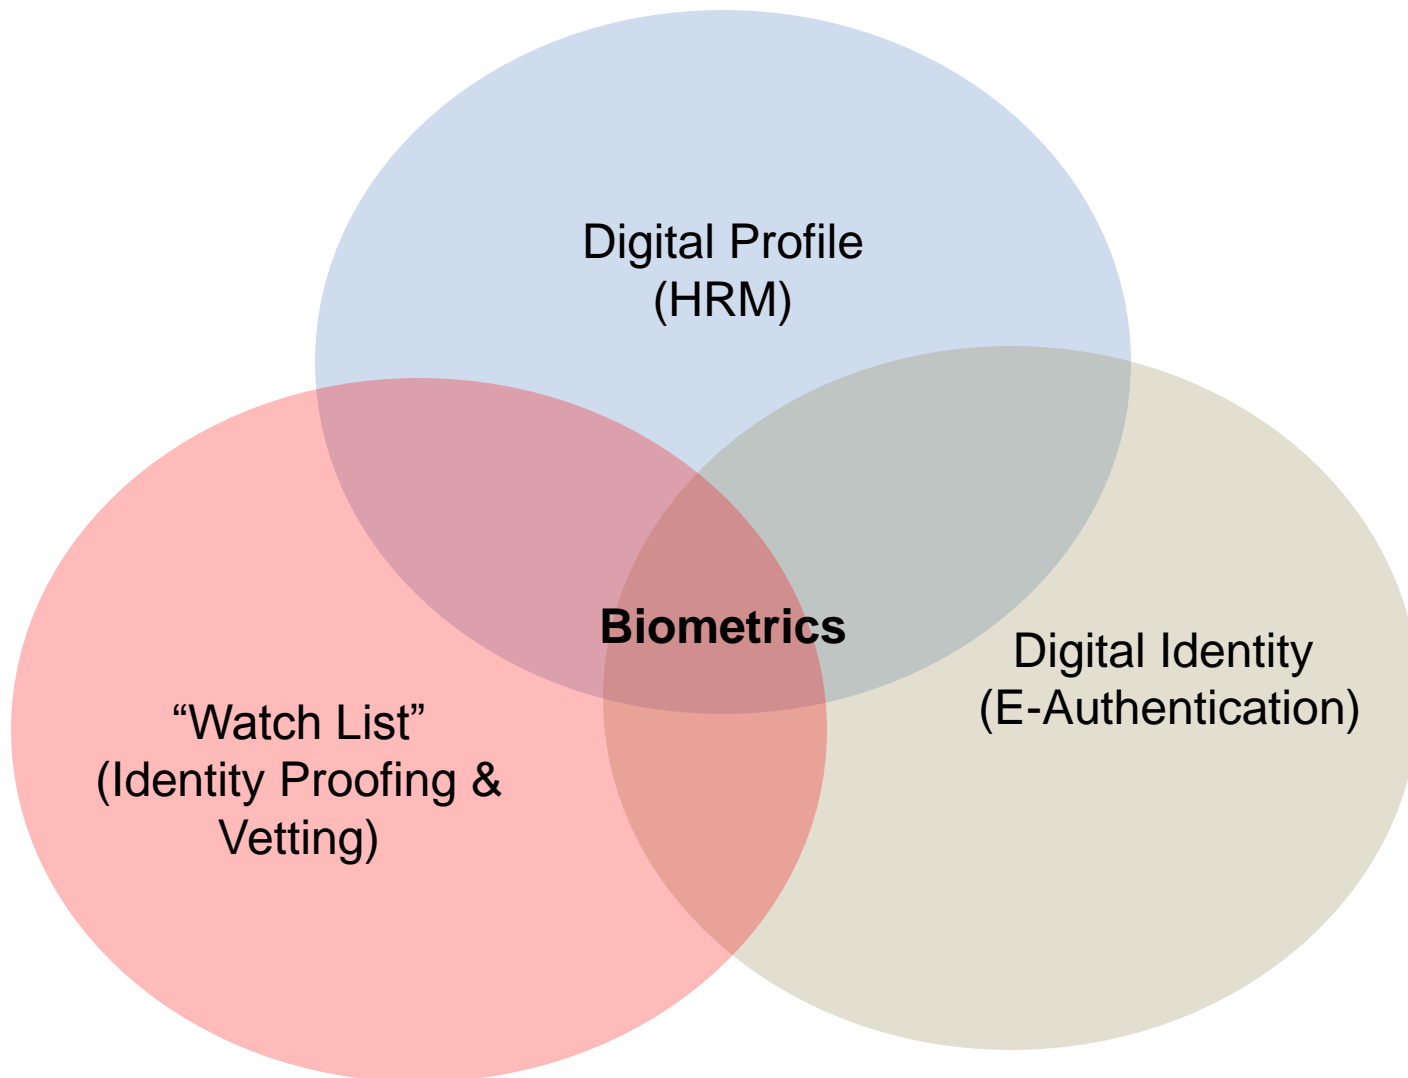 Digital Profile
(HRM)
Biometrics
Digital Identity
(E-Authentication)
“Watch List”
(Identity Proofing &
Vetting)